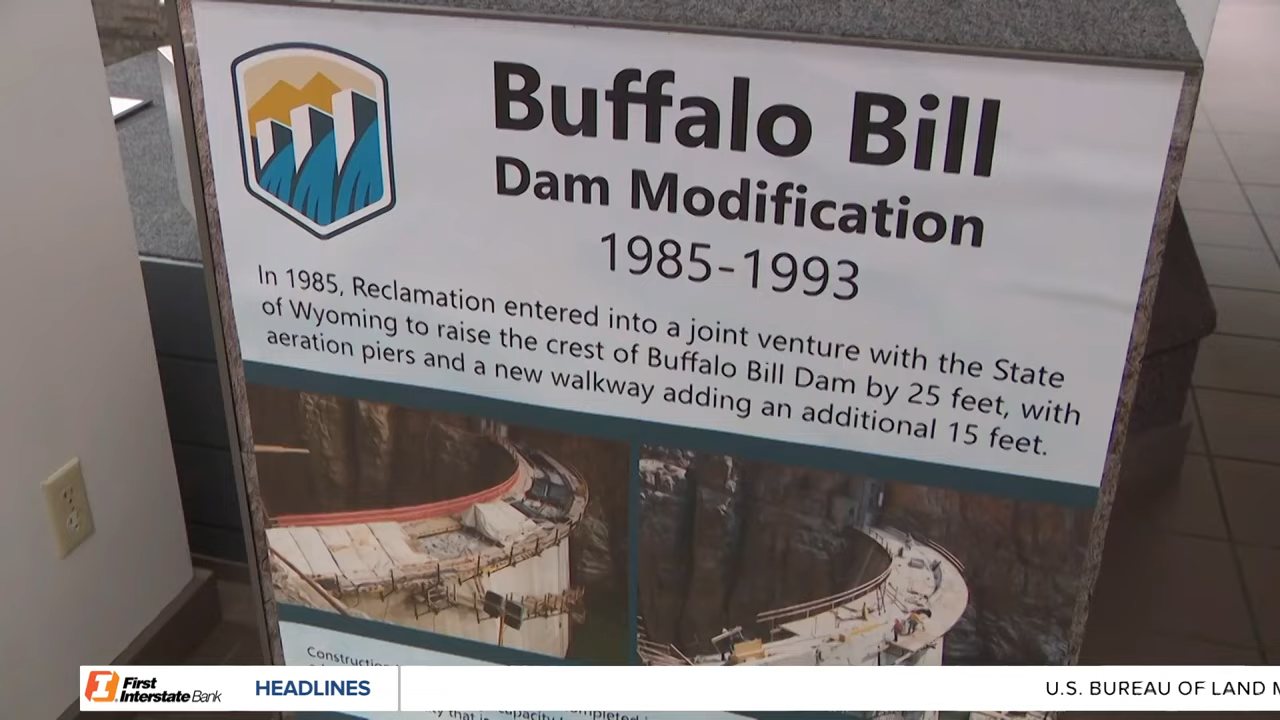 Buffalo Bill
Dam Modification
1985-1993
In 1985, Reclamation entered into a joint venture with the State
of Wyoming to raise the crest of Buffalo Bill Dam by 25 feet, with
aeration piers and a new walkway adding an additional 15 feet.
First
Interstate Bank
HEADLINES
U.S. BUREAU OF LAND